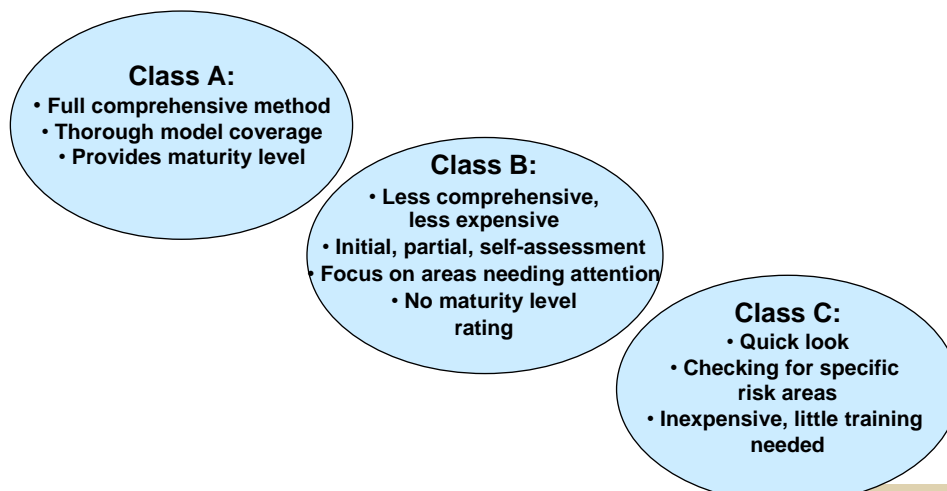 Class A:
• Full comprehensive method
• Thorough model coverage
• Provides maturity level
Class B:
• Less comprehensive,
less expensive
• Initial, partial, self-assessment
• Focus on areas needing attention
• No maturity level
rating
Class C:
• Quick look
• Checking for specific
risk areas
• Inexpensive, little training
needed